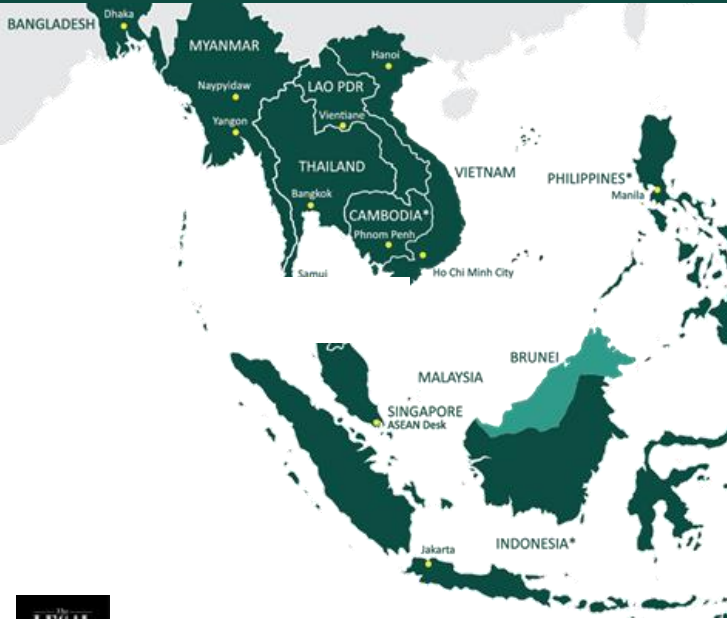 Dhaka
BANGLADESH
MYANMAR
Hanoi
Naypyidaw
LAO PDR
Vientiane
Yangon
THAILAND
VIETNAM
PHILIPPINES*
Manila
Bangkok
CAMBODIA*
Phnom Penh
Samui
Ho Chi Minh City
BRUNEI
MALAYSIA
SINGAPORE
ASEAN Desk
INDONESIA*
Jakarta
The